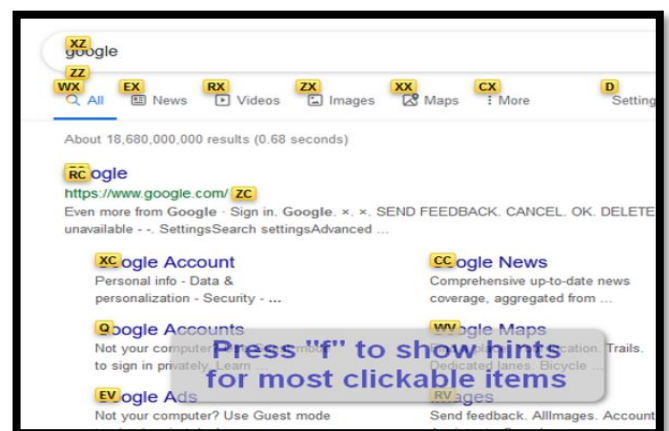 XZ
google
ZZ
WX EX RX ZX XX CX D
All News Videos Images Maps More Setting
About 18,680,000,000 results (0.68 seconds)
RC ogle
https://www.google.com/ ZC
Even more from Google · Sign in. Google. ×. ×. SEND FEEDBACK. CANCEL. OK. DELETE
unavailable - -. SettingsSearch settingsAdvanced ...
XC ogle Account
Personal info - Data &
personalization - Security - ...
CC ogle News
Comprehensive up-to-date news
coverage, aggregated from ...
Q oogle Accounts
Not your computer? Use Guest mode
to sign in privately. Learn ...
WV ogle Maps
cation. Trails.
Dedicated lanes. Bicycle ...
Press "f" to show hints
for most clickable items
EV ogle Ads
Not your computer? Use Guest mode
RV ages
Send feedback. AllImages. Account